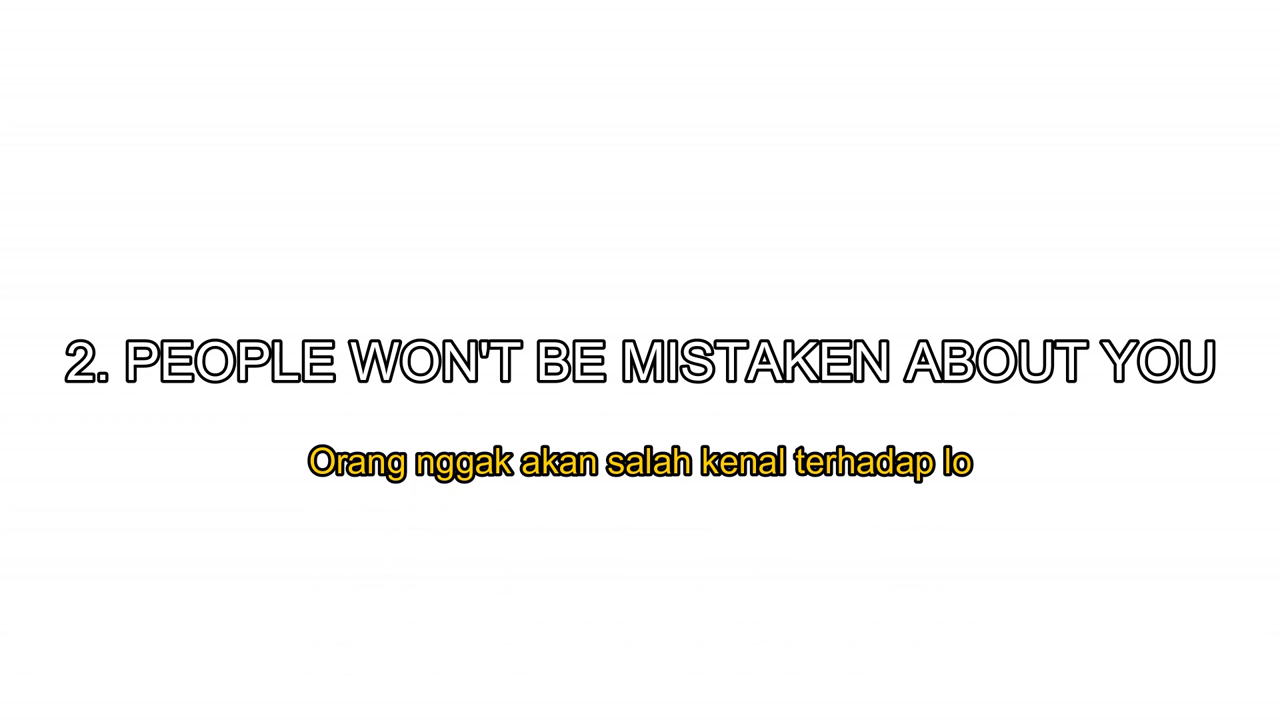 2. PEOPLE WON'T BE MISTAKEN ABOUT YOU
Orang nggak akan salah kenal terhadap lo